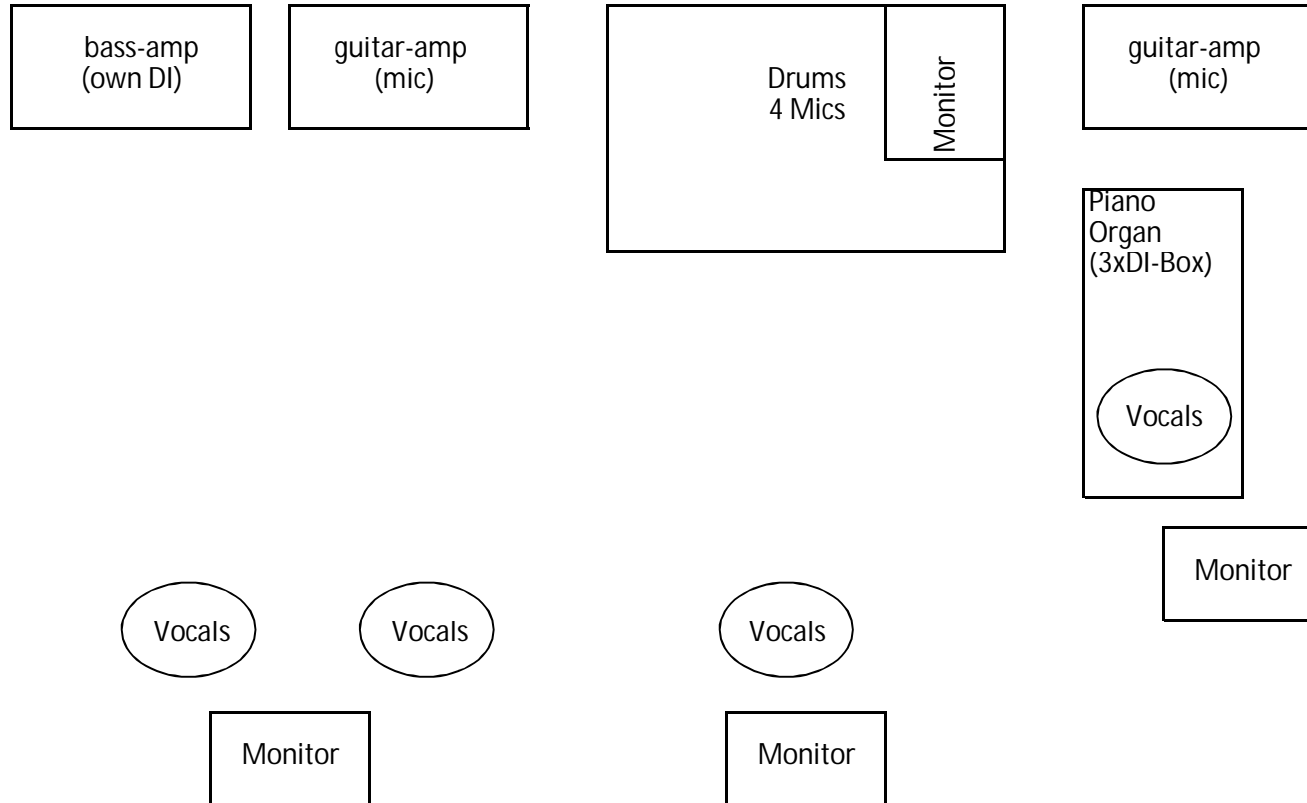 bass-amp
(own DI)
guitar-amp
(mic)
Drums
4 Mics
Monitor
guitar-amp
(mic)
Piano
Organ
(3xDI-Box)
Vocals
Monitor
Vocals
Vocals
Vocals
Monitor
Monitor